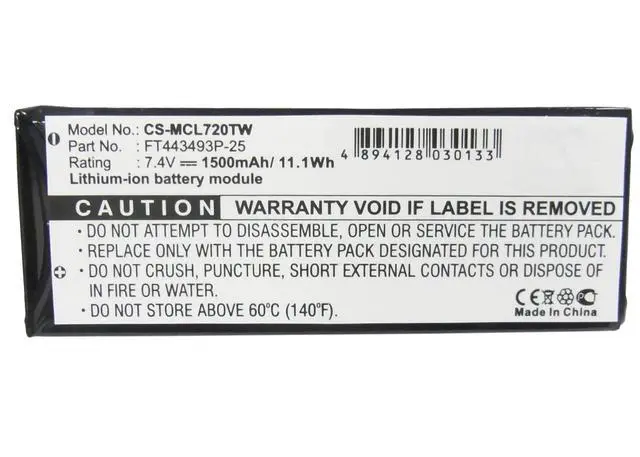 Model No.: CS-MCL720TW
Part No. : FT443493P-25
Rating : 7.4V⎓ 1500mAh/ 11.1Wh
Lithium-ion battery module
4 894128 030133
CAUTION WARRANTY VOID IF LABEL IS REMOVED
• DO NOT ATTEMPT TO DISASSEMBLE, OPEN OR SERVICE THE BATTERY PACK.
• REPLACE ONLY WITH THE BATTERY PACK DESIGNATED FOR THIS PRODUCT.
• DO NOT CRUSH, PUNCTURE, SHORT EXTERNAL CONTACTS OR DISPOSE OF
IN FIRE OR WATER.
• DO NOT STORE ABOVE 60°C (140°F).
CE
Made In China